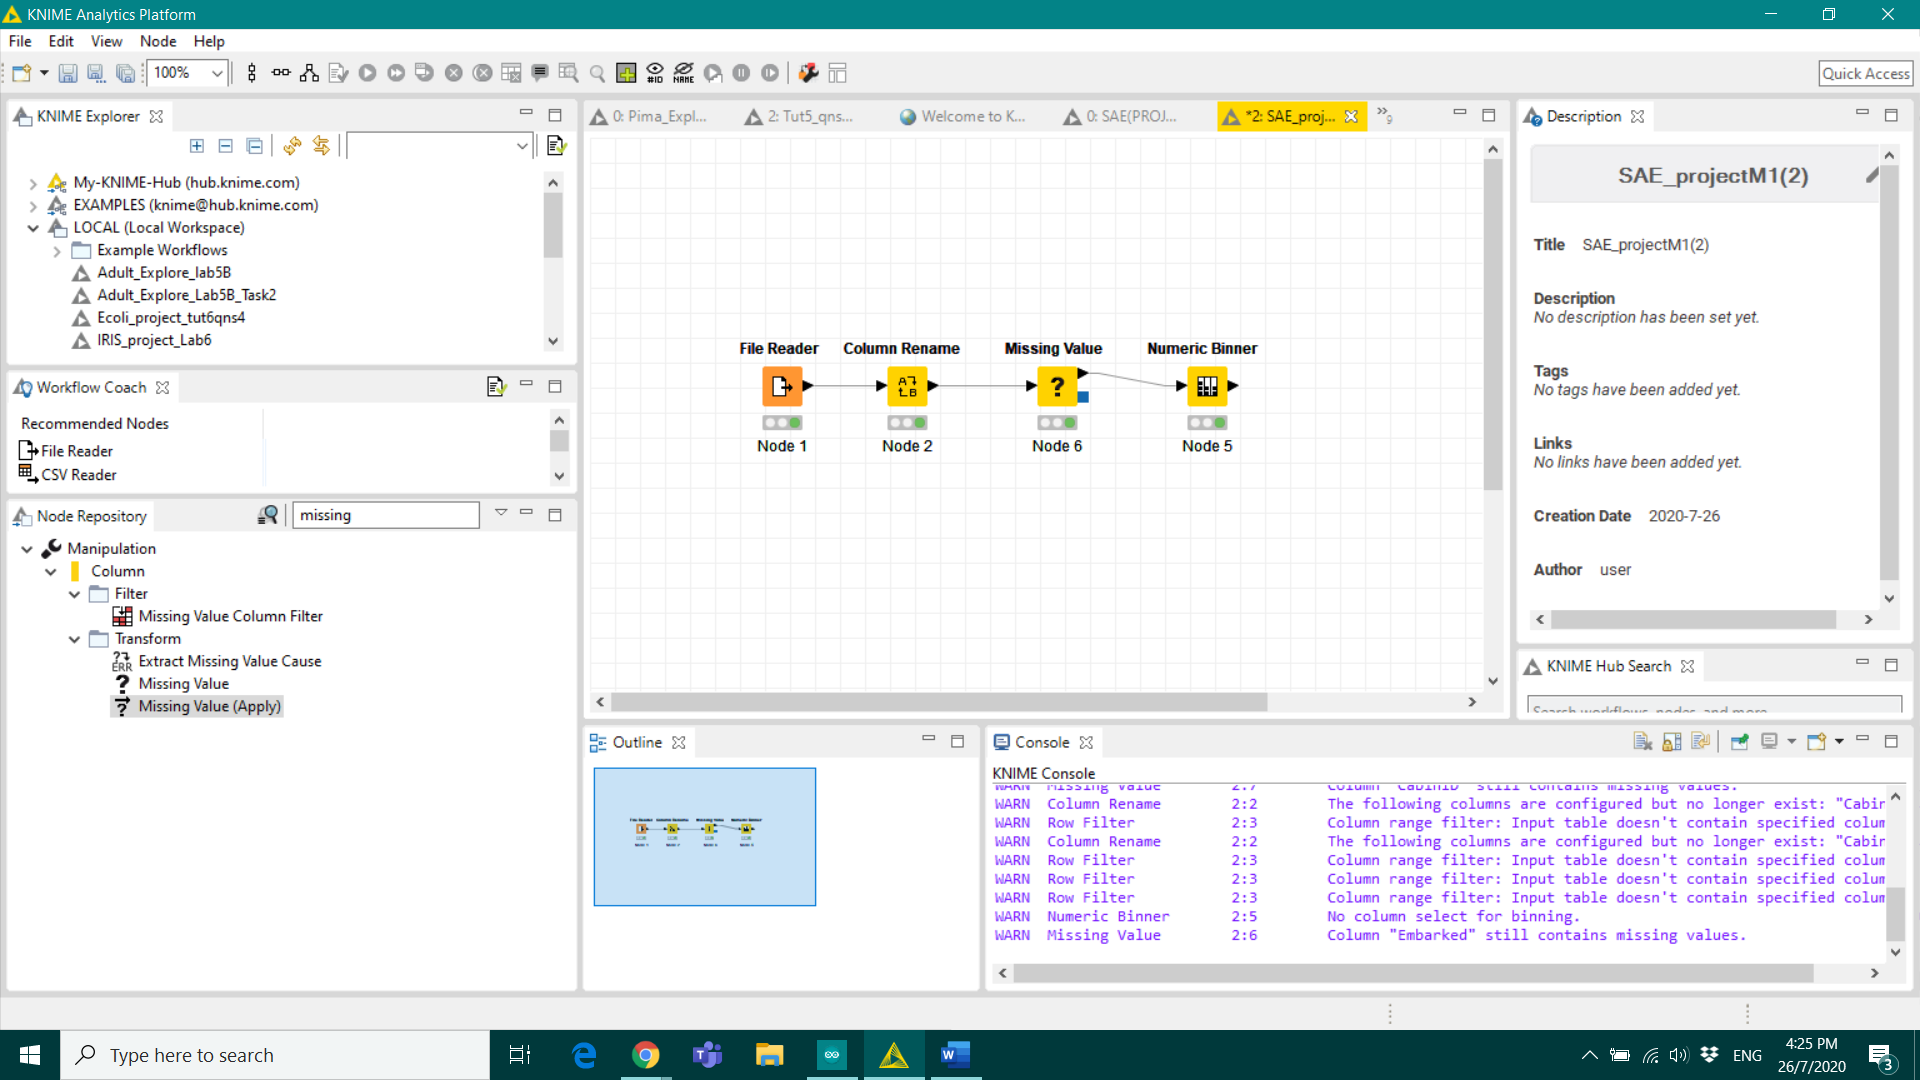 KNIME Analytics Platform
File Edit View Node Help
100%
#ID
NAME
Quick Access
KNIME Explorer
0: Pima_Expl...
2: Tut5_qns...
Welcome to K...
0: SAE(PROJ...
*2: SAE_proj...
9
Description
My-KNIME-Hub (hub.knime.com)
EXAMPLES (knime@hub.knime.com)
LOCAL (Local Workspace)
Example Workflows
Adult_Explore_lab5B
Adult_Explore_Lab5B_Task2
Ecoli_project_tut6qns4
IRIS_project_Lab6
Workflow Coach
Recommended Nodes
File Reader
CSV Reader
Node Repository
missing
Manipulation
Column
Filter
Missing Value Column Filter
Transform
ERR
Extract Missing Value Cause
Missing Value
Missing Value (Apply)
File Reader
Column Rename
Missing Value
Numeric Binner
Node 1
Node 2
Node 6
Node 5
SAE_projectM1(2)
Title SAE_projectM1(2)
Description
No description has been set yet.
Tags
No tags have been added yet.
Links
No links have been added yet.
Creation Date 2020-7-26
Author user
KNIME Hub Search
Search workflows, nodes, and more
Outline
Console
KNIME Console
WARN Missing Value 2:7 Column "CabinID" still contains missing values.
WARN Column Rename 2:2 The following columns are configured but no longer exist: "Cabin
WARN Row Filter 2:3 Column range filter: Input table doesn't contain specified colum
WARN Column Rename 2:2 The following columns are configured but no longer exist: "Cabin
WARN Row Filter 2:3 Column range filter: Input table doesn't contain specified colum
WARN Row Filter 2:3 Column range filter: Input table doesn't contain specified colum
WARN Row Filter 2:3 Column range filter: Input table doesn't contain specified colum
WARN Numeric Binner 2:5 No column select for binning.
WARN Missing Value 2:6 Column "Embarked" still contains missing values.
Type here to search
ENG
4:25 PM
26/7/2020
3